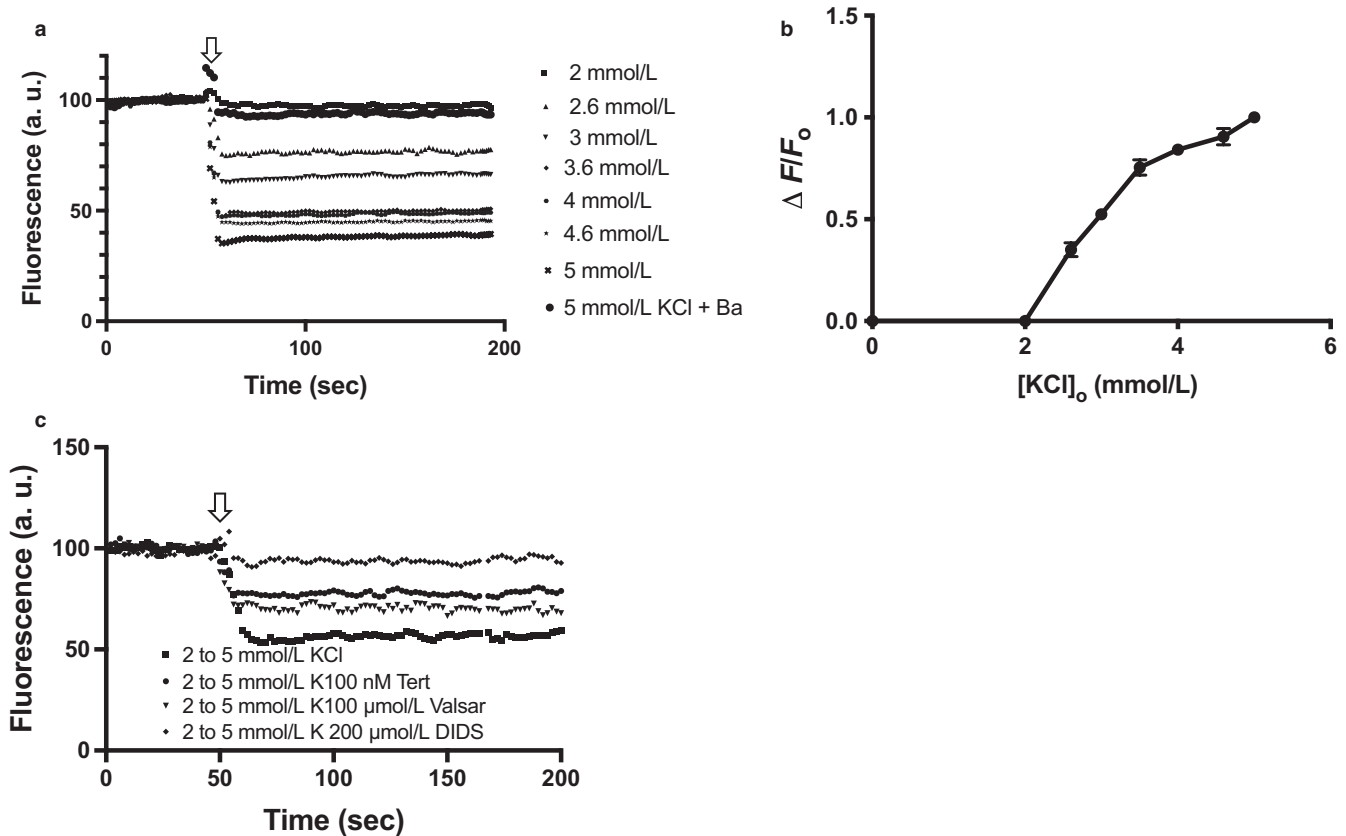 a
Fluorescence (a. u.)
100
50
0
0
100
200
Time (sec)
2 mmol/L
2.6 mmol/L
3 mmol/L
3.6 mmol/L
4 mmol/L
4.6 mmol/L
5 mmol/L
5 mmol/L KCl + Ba
b
Δ F/Fo
1.5
1.0
0.5
0.0
0
2
4
6
[KCl]o (mmol/L)
c
Fluorescence (a. u.)
150
100
50
0
2 to 5 mmol/L KCl
2 to 5 mmol/L K100 nM Tert
2 to 5 mmol/L K100 µmol/L Valsar
2 to 5 mmol/L K 200 µmol/L DIDS
0
50
100
150
200
Time (sec)